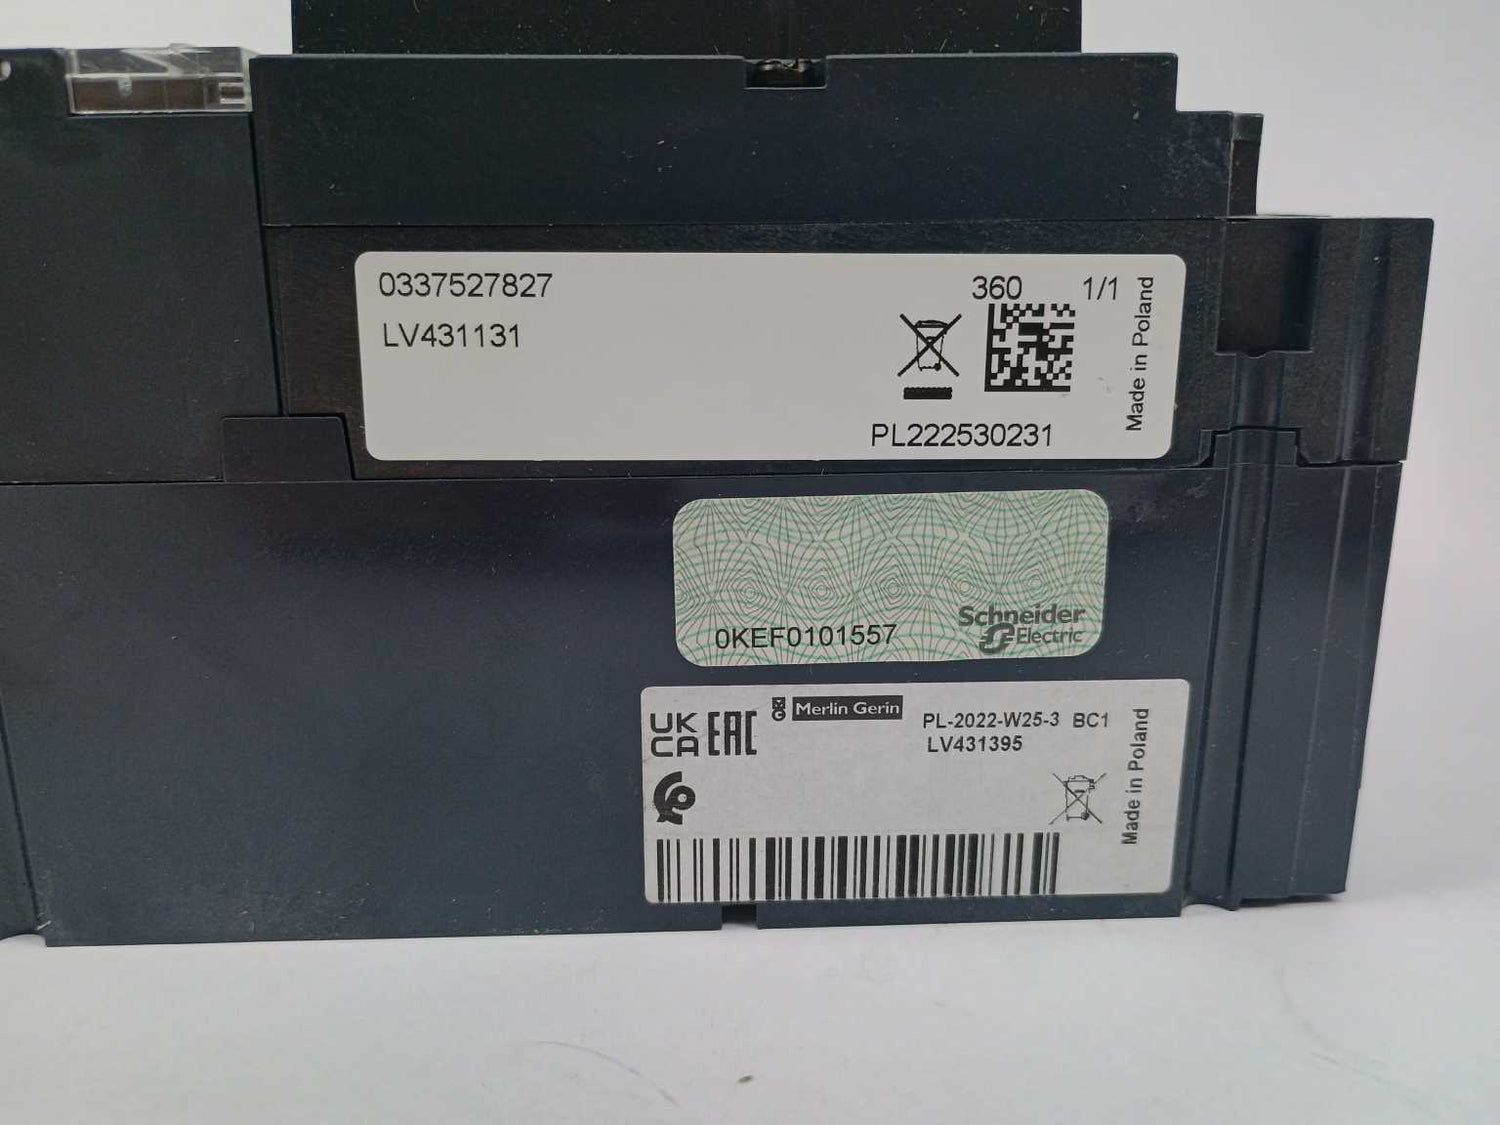 0337527827
360 1/1
LV431131
PL222530231
Made in Poland
0KEF0101557
Schneider
Electric
UK
CA
EAC
MG
Merlin Gerin
PL-2022-W25-3 BC1
LV431395
Made in Poland